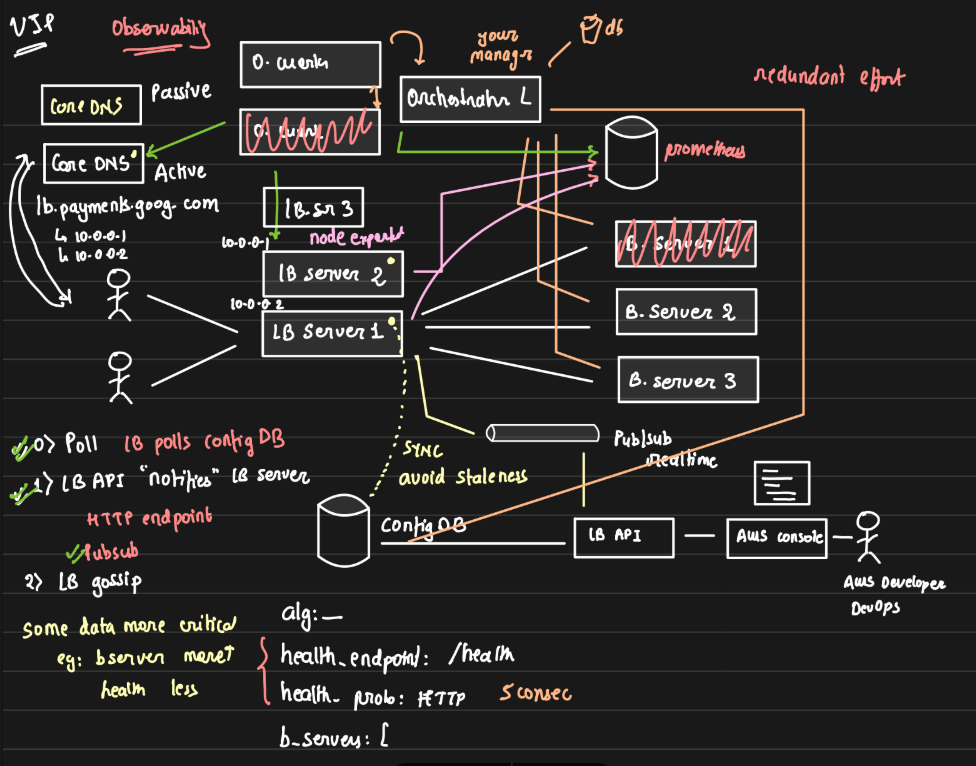 VIP
Observability
O. work
your
manager
db
redundant effort
Core DNS
Passive
Orchestrator L
Core DNS
Active
prometheus
lb.payments.goog.com
↳ 10.0.0.1
↳ 10.0.0.2
LB.sr 3
10.0.0.1
node exporter
LB server 2
B. Server 1
10.0.0.2
LB Server 1
B. Server 2
B. server 3
0> Poll LB polls config DB
1> LB API "notifies" LB server
HTTP endpoint
Pubsub
2> LB gossip
SYNC
avoid staleness
Pub/sub
realtime
Config DB
LB API
AWS console
AWS Developer
DevOps
Some data more critical
eg: bserver more↑
health less
alg: —
health_endpoint: /health
health_prob: HTTP 5 consec
b_servers: [